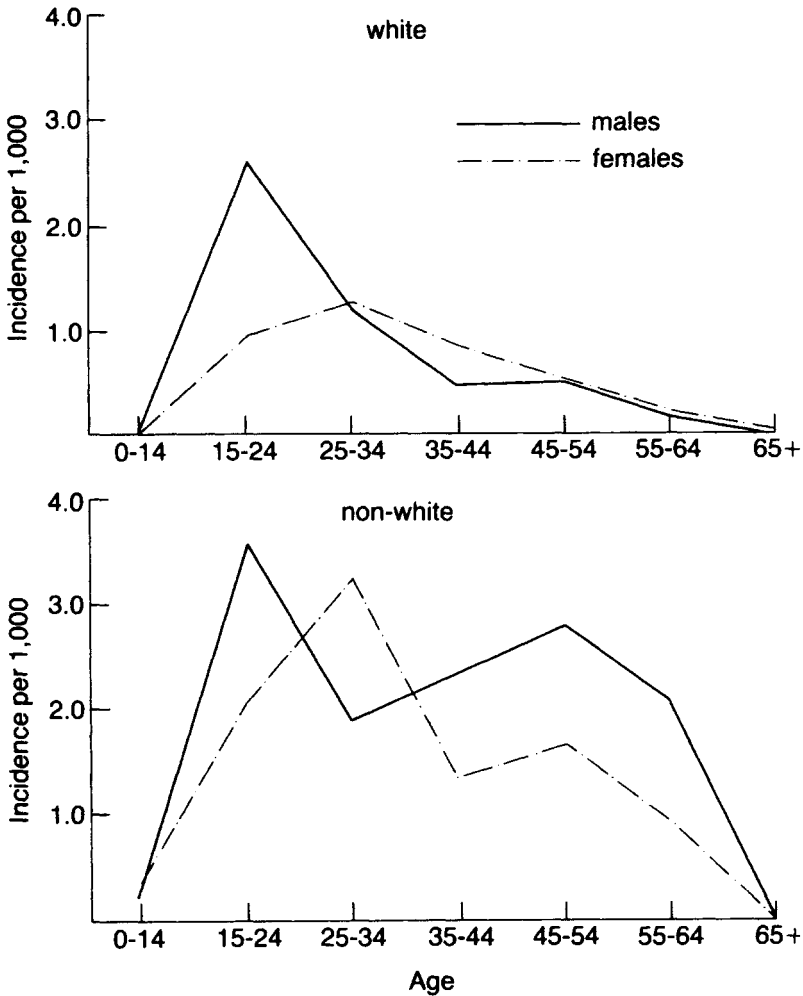 4.0
white
3.0
males
females
2.0
1.0
Incidence per 1,000
0-14 15-24 25-34 35-44 45-54 55-64 65+
4.0
non-white
3.0
2.0
1.0
Incidence per 1,000
0-14 15-24 25-34 35-44 45-54 55-64 65+
Age